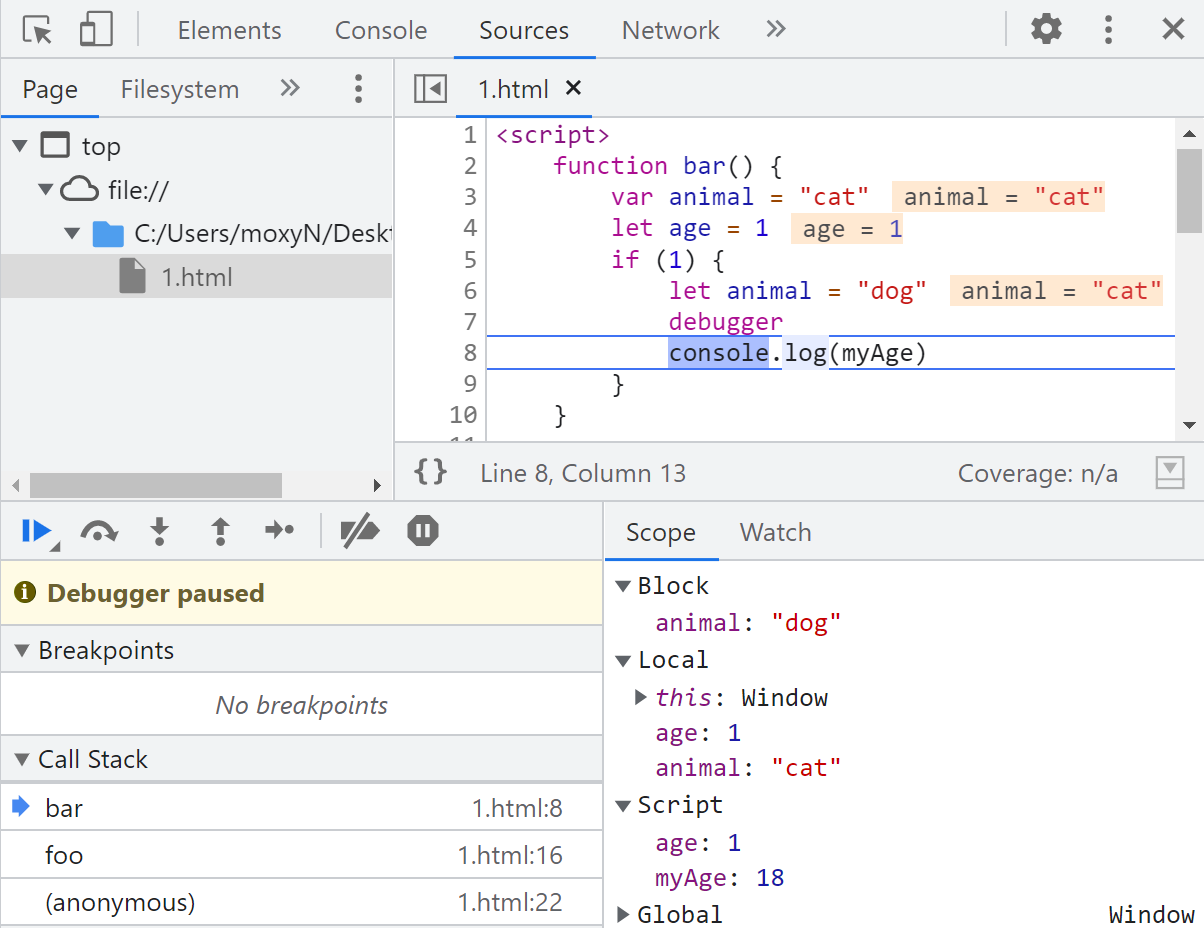 Elements Console Sources Network
Page Filesystem
1.html
top
file://
C:/Users/moxyN/Deskt
1.html
1 <script>
2 function bar() {
3 var animal = "cat" animal = "cat"
4 let age = 1 age = 1
5 if (1) {
6 let animal = "dog" animal = "cat"
7 debugger
8 console.log(myAge)
9 }
10 }
{} Line 8, Column 13 Coverage: n/a
Debugger paused
Breakpoints
No breakpoints
Call Stack
bar 1.html:8
foo 1.html:16
(anonymous) 1.html:22
Scope Watch
Block
animal: "dog"
Local
this: Window
age: 1
animal: "cat"
Script
age: 1
myAge: 18
Global Window